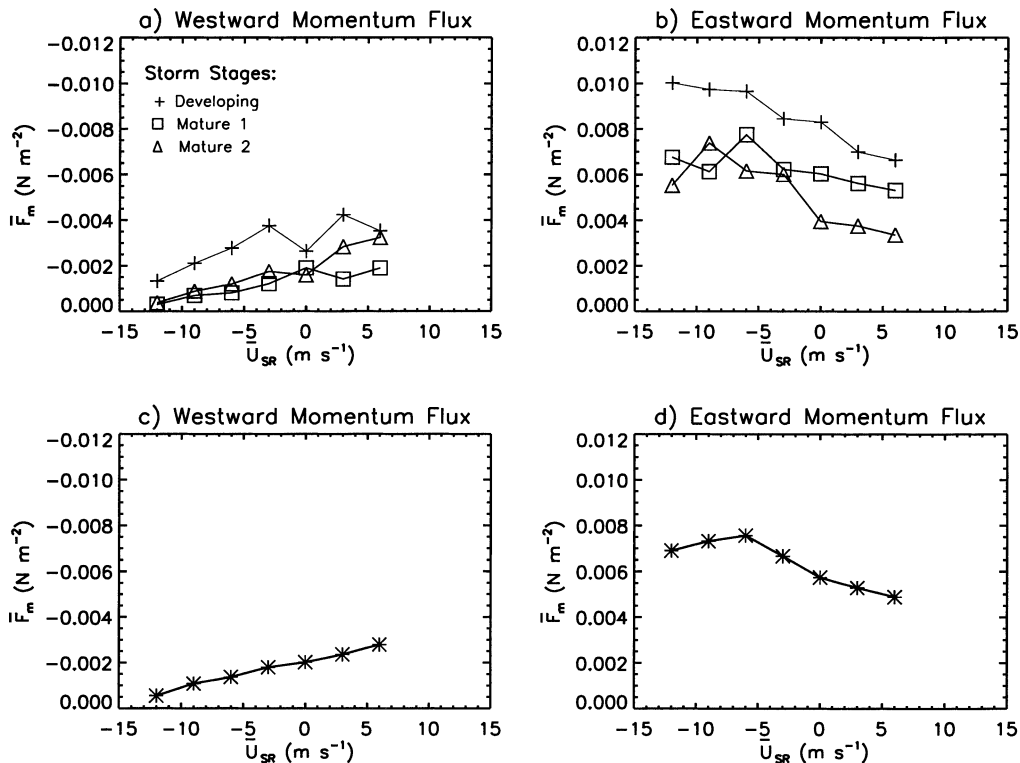 a) Westward Momentum Flux
−0.012
−0.010
−0.008
−0.006
−0.004
−0.002
0.000
F̅ₘ (N m⁻²)
Storm Stages:
+ Developing
□ Mature 1
△ Mature 2
−15 −10 −5 0 5 10 15
U̅_SR (m s⁻¹)
b) Eastward Momentum Flux
0.012
0.010
0.008
0.006
0.004
0.002
0.000
F̅ₘ (N m⁻²)
−15 −10 −5 0 5 10 15
U̅_SR (m s⁻¹)
c) Westward Momentum Flux
−0.012
−0.010
−0.008
−0.006
−0.004
−0.002
0.000
F̅ₘ (N m⁻²)
−15 −10 −5 0 5 10 15
U̅_SR (m s⁻¹)
d) Eastward Momentum Flux
0.012
0.010
0.008
0.006
0.004
0.002
0.000
F̅ₘ (N m⁻²)
−15 −10 −5 0 5 10 15
U̅_SR (m s⁻¹)